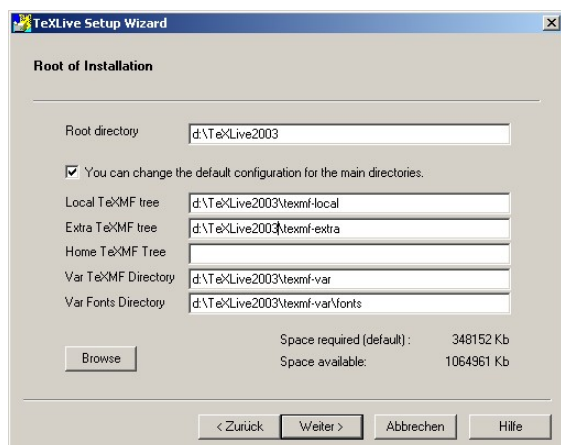 TeXLive Setup Wizard
Root of Installation
Root directory d:\TeXLive2003
You can change the default configuration for the main directories.
Local TeXMF tree d:\TeXLive2003\texmf-local
Extra TeXMF tree d:\TeXLive2003\texmf-extra
Home TeXMF Tree
Var TeXMF Directory d:\TeXLive2003\texmf-var
Var Fonts Directory d:\TeXLive2003\texmf-var\fonts
Space required (default) : 348152 Kb
Browse Space available: 1064961 Kb
< Zurück Weiter > Abbrechen Hilfe